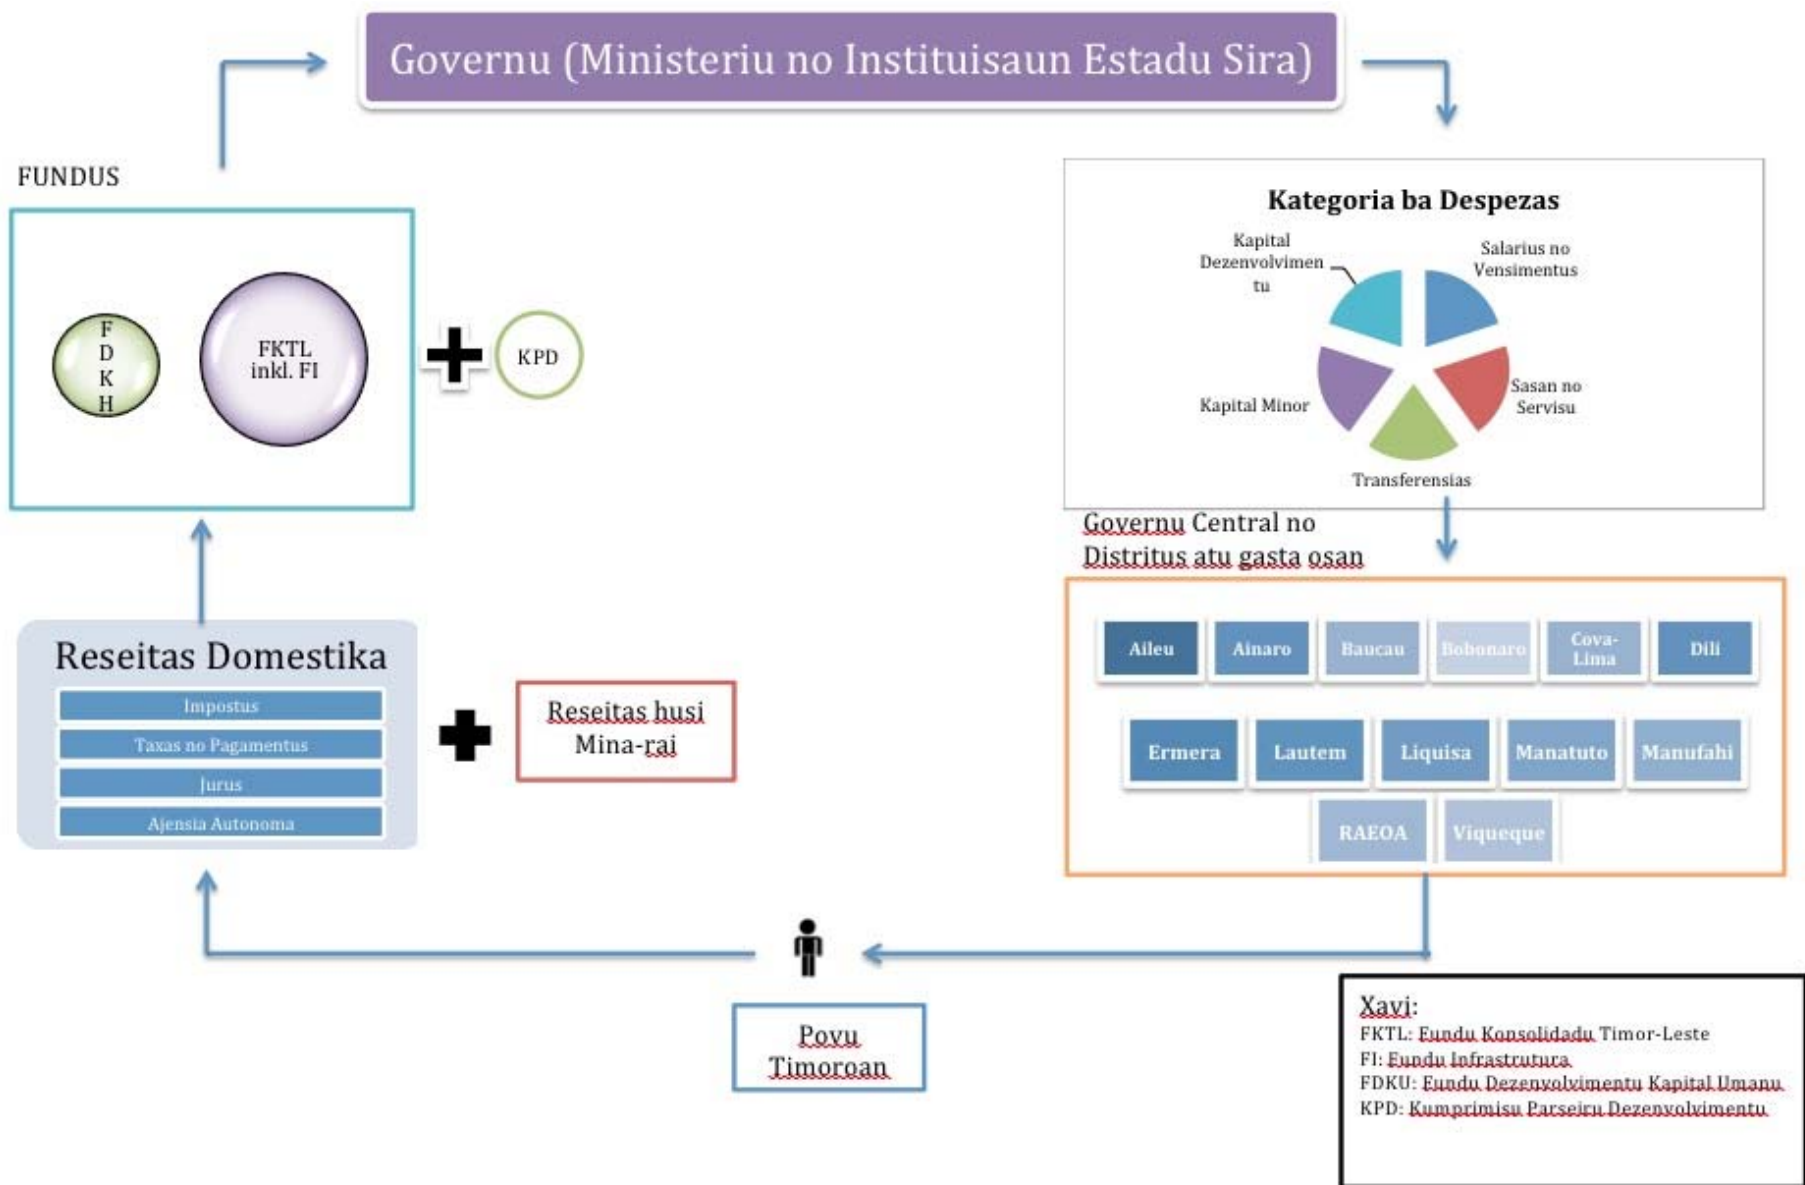 Governu (Ministeriu no Instituisaun Estadu Sira)
FUNDUS
F
D
K
H
FKTL
inkl. FI
KPD
Kategoria ba Despezas
Kapital
Dezenvolvimen
tu
Salarius no
Vensimentus
Kapital Minor
Sasan no
Servisu
Transferensias
Governu Central no
Distritus atu gasta osan
Aileu
Ainaro
Baucau
Bobonaro
Cova-
Lima
Dili
Ermera
Lautem
Liquisa
Manatuto
Manufahi
RAEOA
Viqueque
Reseitas Domestika
Impostus
Taxas no Pagamentus
Jurus
Ajensia Autonoma
Reseitas husi
Mina-rai
Povu
Timoroan
Xavi:
FKTL: Fundu Konsolidadu Timor-Leste
FI: Fundu Infrastrutura
FDKU: Fundu Dezenvolvimentu Kapital Umanu
KPD: Kumprimisu Parseiru Dezenvolvimentu